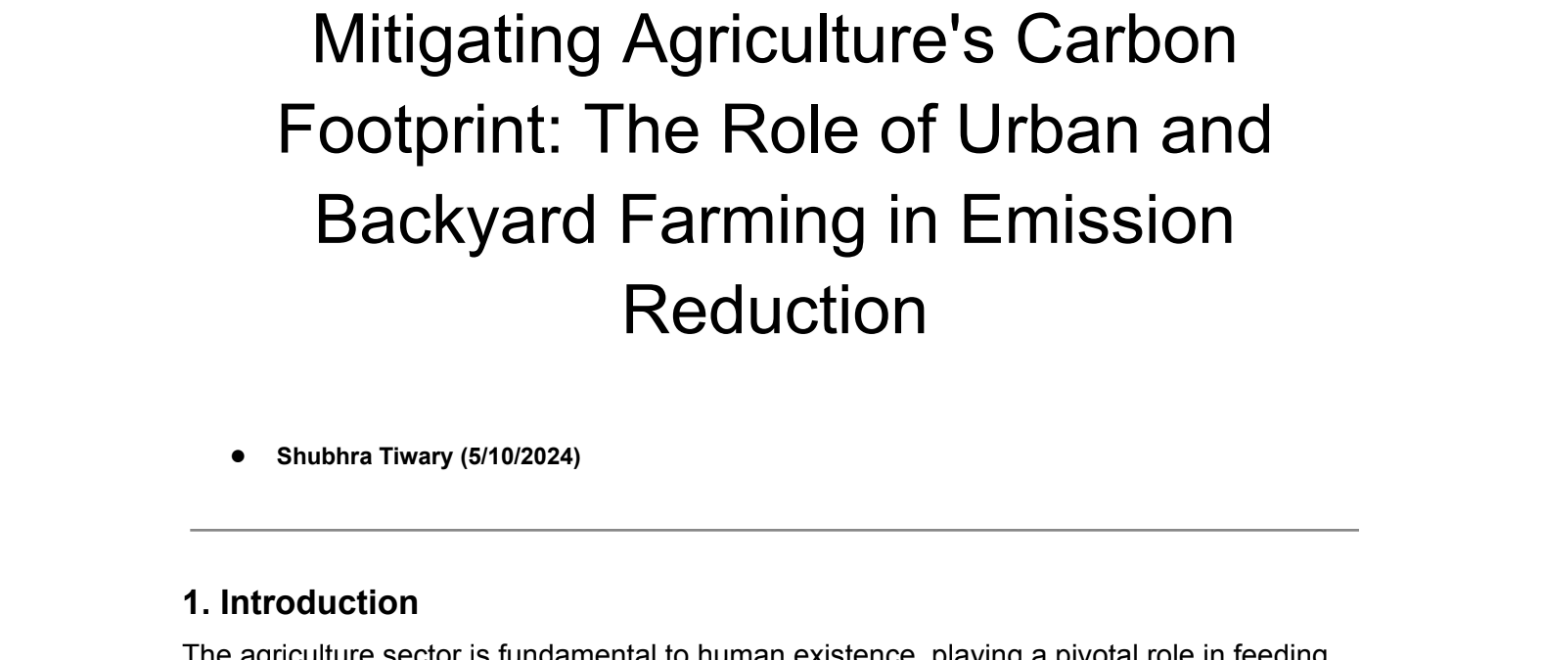 Mitigating Agriculture's Carbon
Footprint: The Role of Urban and
Backyard Farming in Emission
Reduction
● Shubhra Tiwary (5/10/2024)
1. Introduction
The agriculture sector is fundamental to human existence, playing a pivotal role in feeding